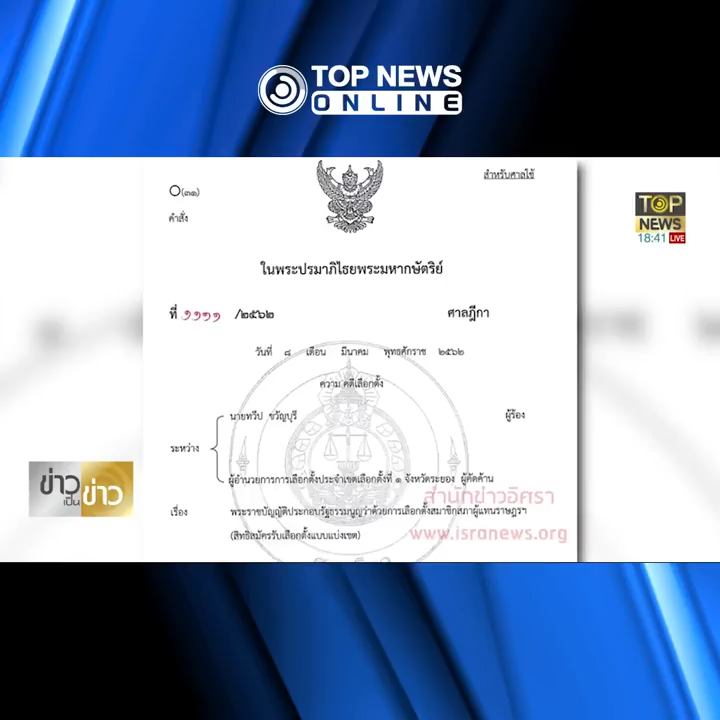 TOP NEWS
ONLINE
○(๓๑)
สำหรับศาลใช้
คำสั่ง
TOP
NEWS
18:41 LIVE
ในพระปรมาภิไธยพระมหากษัตริย์
ที่ ๑๑๑๑ /๒๕๖๒
ศาลฎีกา
วันที่ ๘ เดือน มีนาคม พุทธศักราช ๒๕๖๒
ความ คดีเลือกตั้ง
นายทวีป ขวัญบุรี
ผู้ร้อง
ระหว่าง
ผู้อำนวยการการเลือกตั้งประจำเขตเลือกตั้งที่ ๑ จังหวัดระยอง ผู้คัดค้าน
ข่าว
เป็น
ข่าว
สำนักข่าวอิศรา
เรื่อง พระราชบัญญัติประกอบรัฐธรรมนูญว่าด้วยการเลือกตั้งสมาชิกสภาผู้แทนราษฎรฯ
www.isranews.org
(สิทธิสมัครรับเลือกตั้งแบบแบ่งเขต)